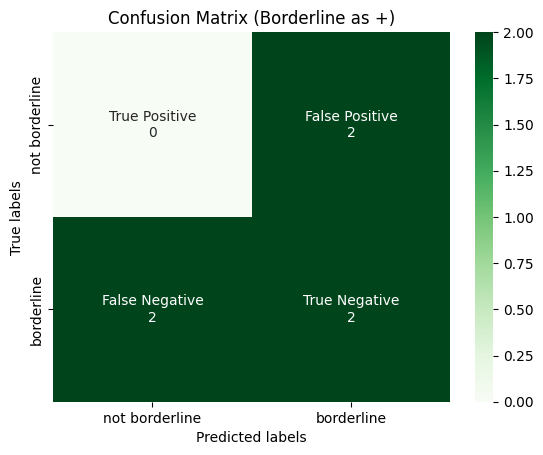 Confusion Matrix (Borderline as +)
True labels
not borderline
borderline
True Positive
0
False Positive
2
False Negative
2
True Negative
2
not borderline
borderline
Predicted labels
2.00
1.75
1.50
1.25
1.00
0.75
0.50
0.25
0.00